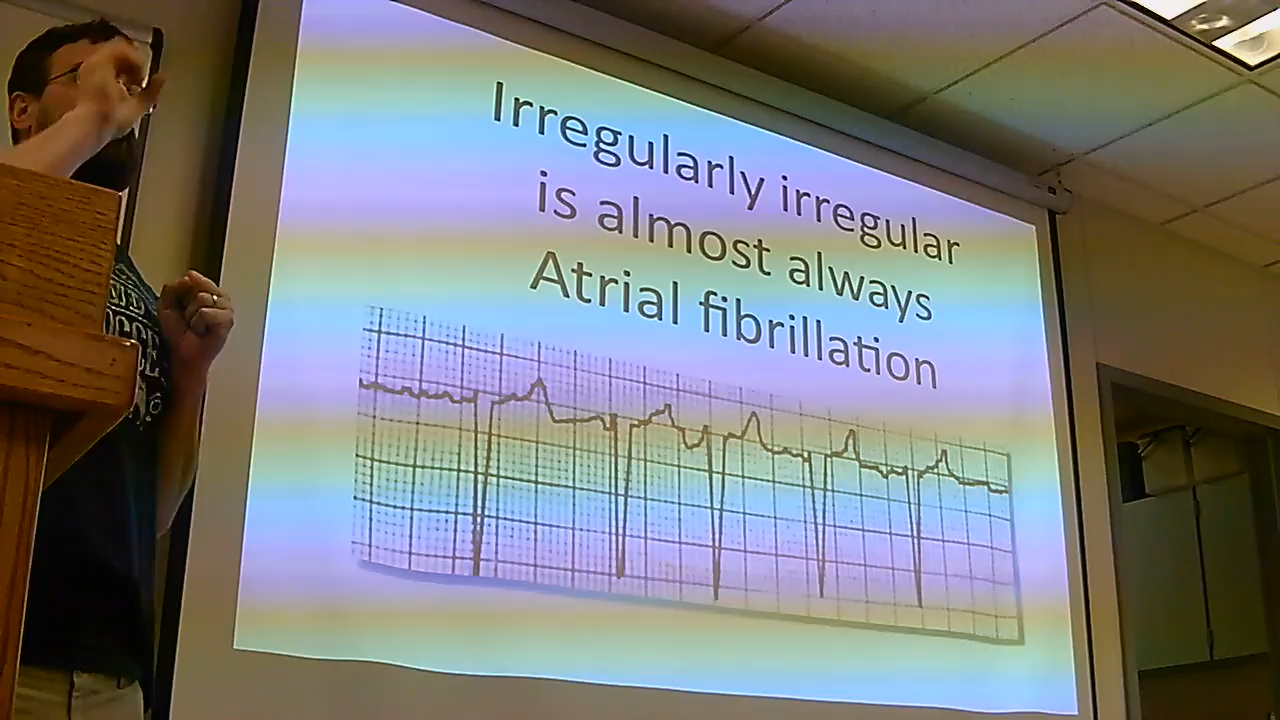 Irregularly irregular
is almost always
Atrial fibrillation